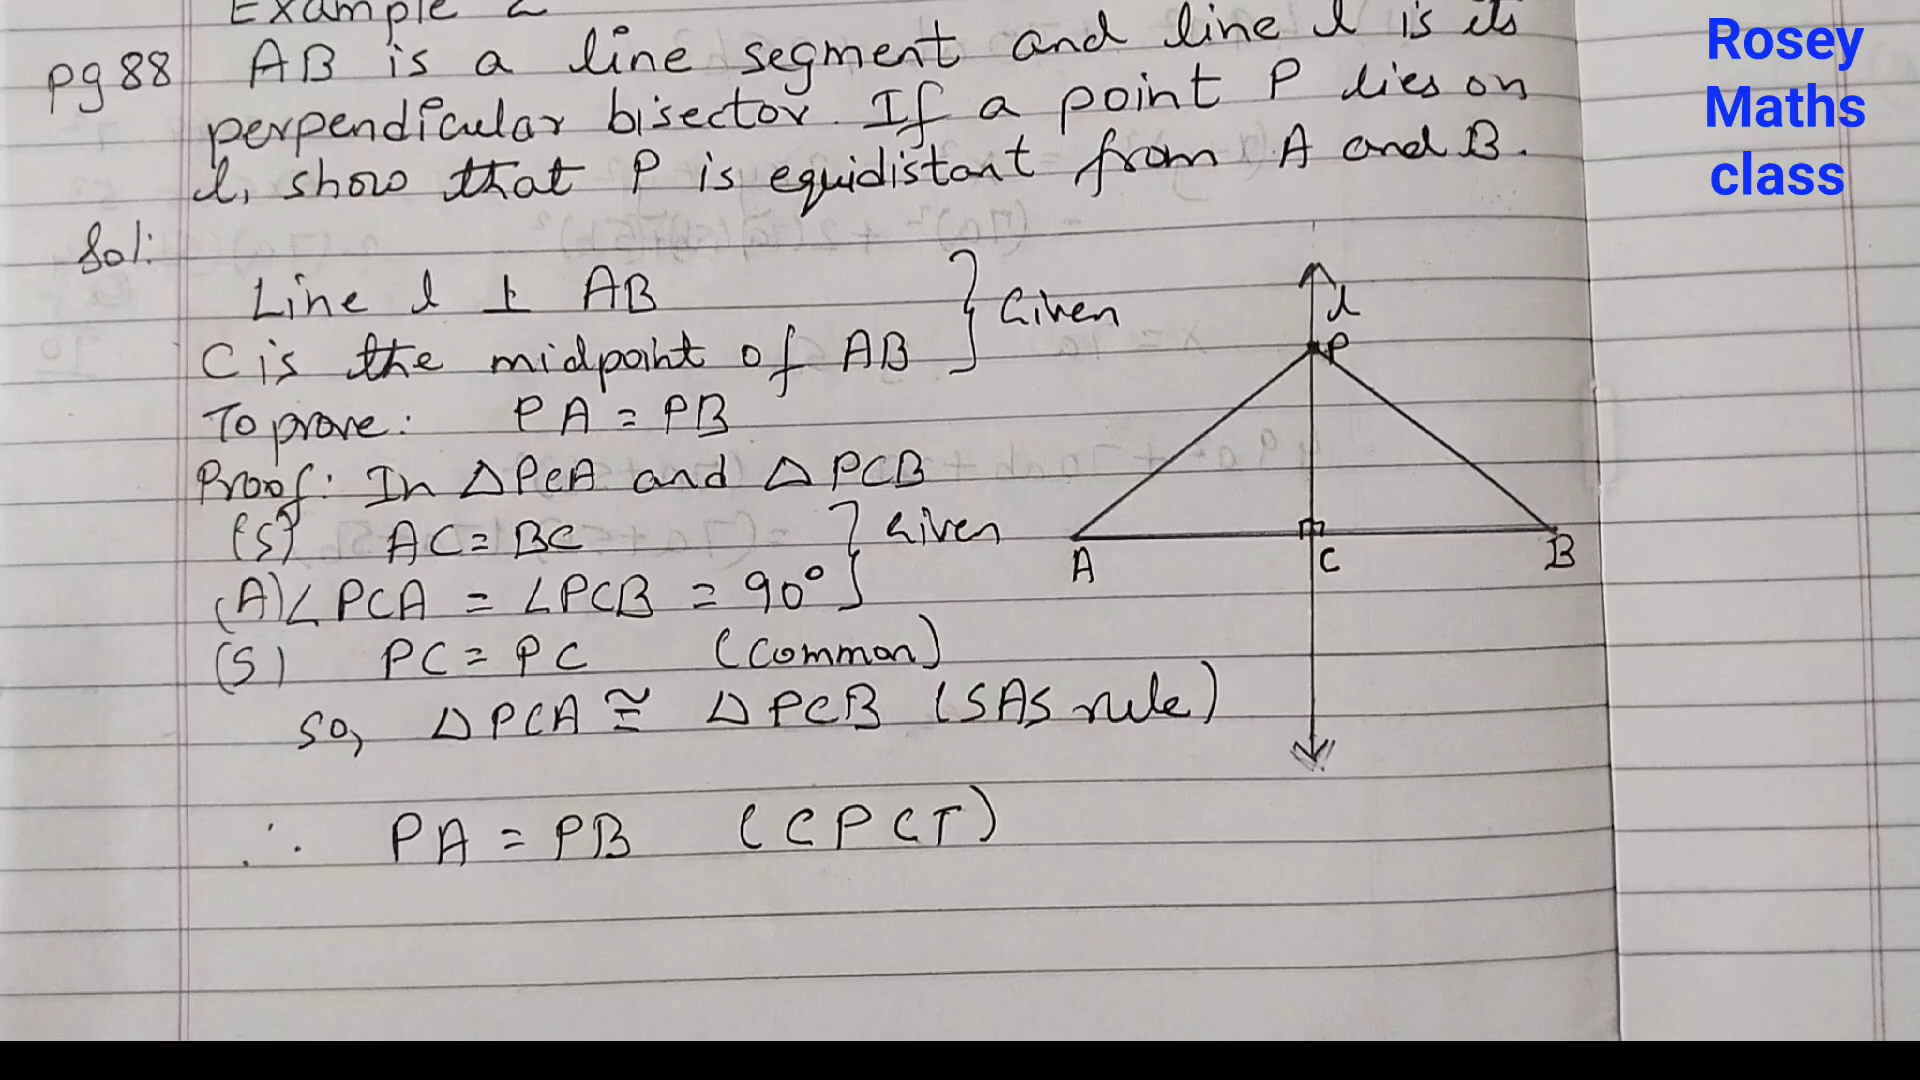 Example 2
pg 88 AB is a line segment and line l is its
perpendicular bisector. If a point P lies on
l, show that P is equidistant from A and B.
Sol:
Line l ⊥ AB } Given
C is the midpoint of AB
To prove: PA = PB
Proof: In △PCA and △PCB
(S) AC = BC } Given
(A) ∠PCA = ∠PCB = 90°
(S) PC = PC (Common)
so, △PCA ≅ △PCB (SAS rule)
∴ PA = PB (CPCT)
l
P
A
C
B
Rosey
Maths
class